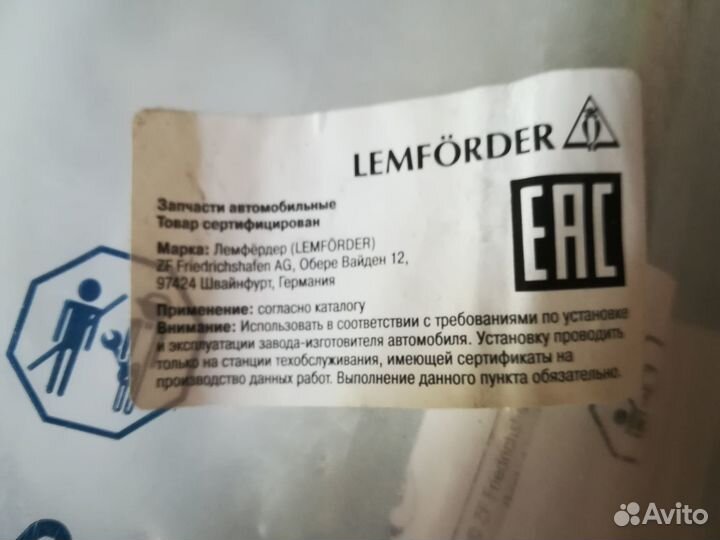 LEMFÖRDER
EAC
Запчасти автомобильные
Товар сертифицирован
Марка: Лемфёрдер (LEMFÖRDER)
ZF Friedrichshafen AG, Обере Вайден 12,
97424 Швайнфурт, Германия
Применение: согласно каталогу
Внимание: Использовать в соответствии с требованиями по установке
и эксплуатации завода-изготовителя автомобиля. Установку проводить
только на станции техобслуживания, имеющей сертификаты на
производство данных работ. Выполнение данного пункта обязательно.
ZF Friedrichshafen
Avito